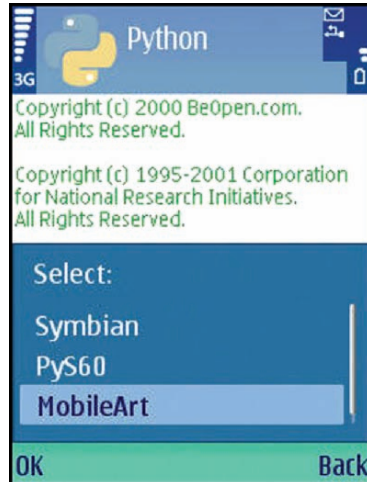 Python
3G
Copyright (c) 2000 BeOpen.com.
All Rights Reserved.
Copyright (c) 1995-2001 Corporation
for National Research Initiatives.
All Rights Reserved.
Select:
Symbian
PyS60
MobileArt
OK Back